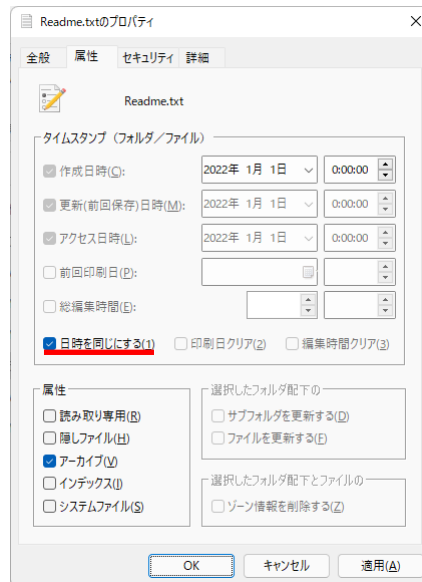 Readme.txtのプロパティ
全般 属性 セキュリティ 詳細
Readme.txt
タイムスタンプ（フォルダ／ファイル）
作成日時(C): 2022年 1月 1日 0:00:00
更新(前回保存)日時(M): 2022年 1月 1日 0:00:00
アクセス日時(L): 2022年 1月 1日 0:00:00
前回印刷日(P):
総編集時間(E):
日時を同じにする(1) 印刷日クリア(2) 編集時間クリア(3)
属性
読み取り専用(R)
隠しファイル(H)
アーカイブ(V)
インデックス(I)
システムファイル(S)
選択したフォルダ配下の
サブフォルダを更新する(D)
ファイルを更新する(F)
選択したフォルダ配下とファイルの
ゾーン情報を削除する(Z)
OK キャンセル 適用(A)